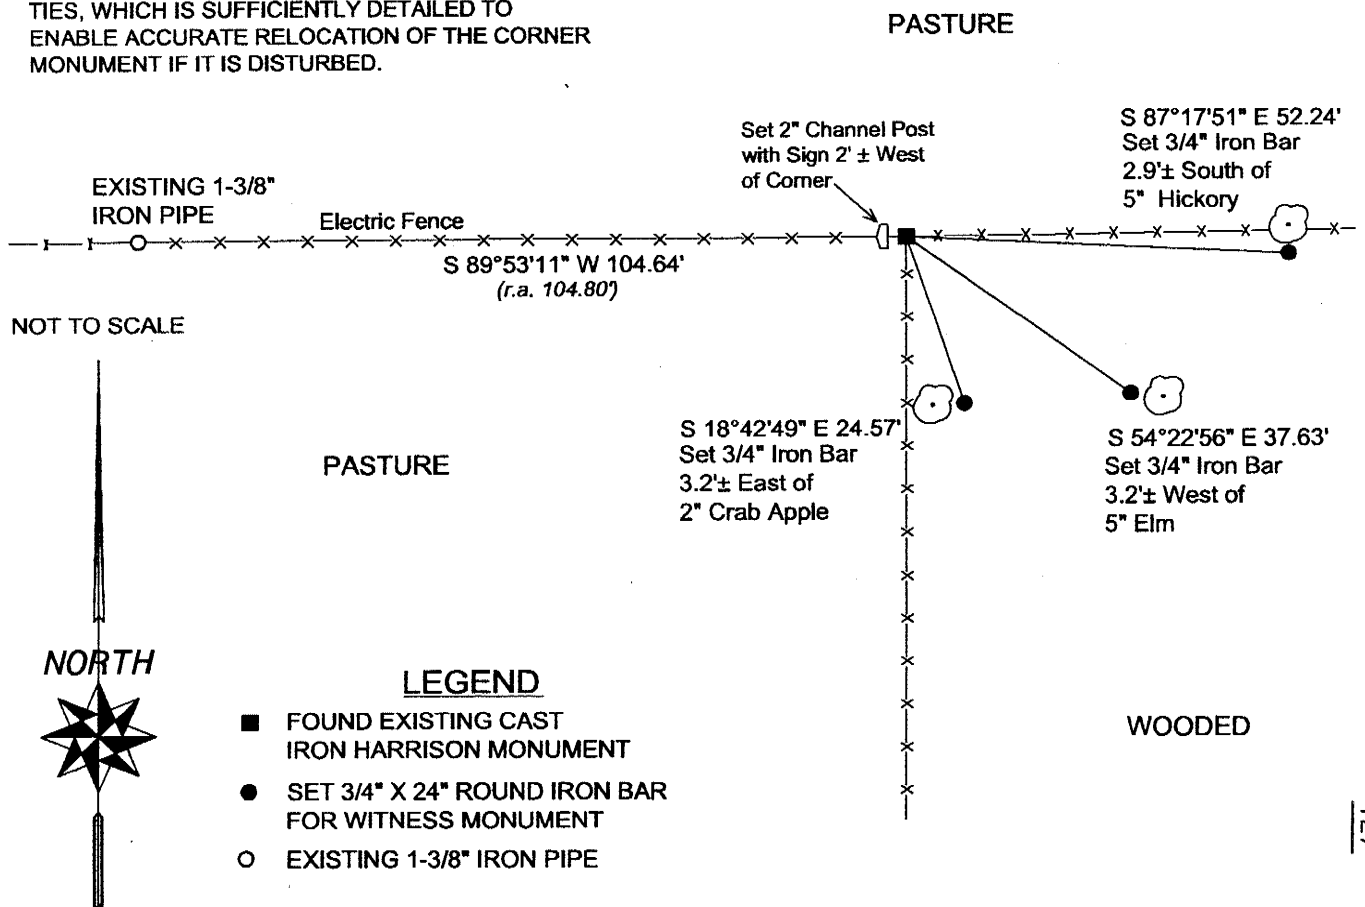 TIES, WHICH IS SUFFICIENTLY DETAILED TO
ENABLE ACCURATE RELOCATION OF THE CORNER
MONUMENT IF IT IS DISTURBED.
PASTURE
S 87°17'51" E 52.24'
Set 3/4" Iron Bar
2.9'± South of
5" Hickory
Set 2" Channel Post
with Sign 2' ± West
of Corner
EXISTING 1-3/8"
IRON PIPE
Electric Fence
S 89°53'11" W 104.64'
(r.a. 104.80')
NOT TO SCALE
S 18°42'49" E 24.57'
Set 3/4" Iron Bar
3.2'± East of
2" Crab Apple
S 54°22'56" E 37.63'
Set 3/4" Iron Bar
3.2'± West of
5" Elm
PASTURE
NORTH
LEGEND
FOUND EXISTING CAST
IRON HARRISON MONUMENT
SET 3/4" X 24" ROUND IRON BAR
FOR WITNESS MONUMENT
EXISTING 1-3/8" IRON PIPE
WOODED